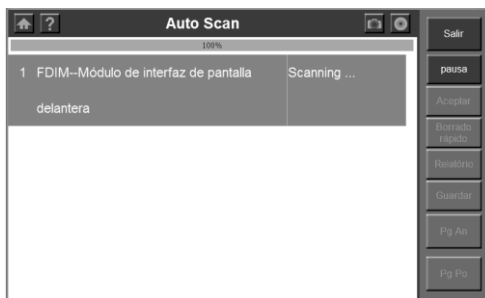 ?
Auto Scan
Salir
100%
1 FDIM--Módulo de interfaz de pantalla Scanning ...
delantera
pausa
Aceptar
Borrado
rápido
Relatório
Guardar
Pg An
Pg Po